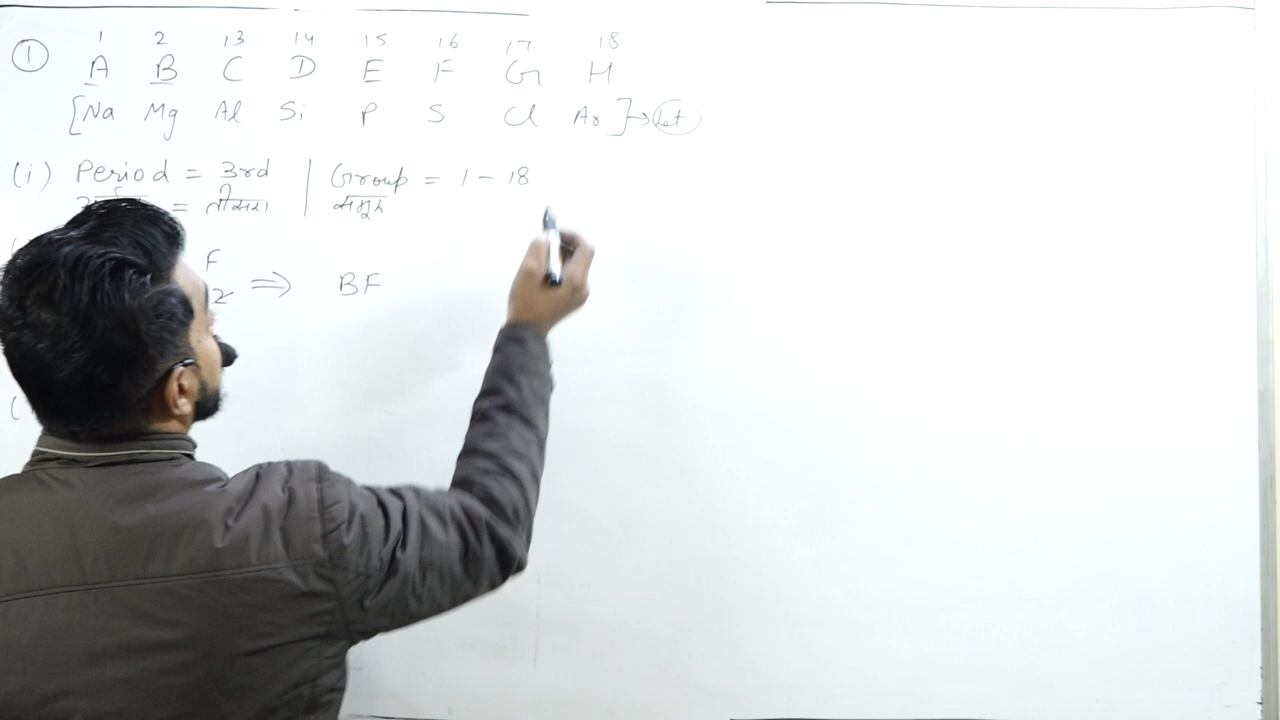 ① 1 2 13 14 15 16 17 18
A B C D E F G H
[Na Mg Al Si P S Cl Ar] → Let
(i) Period = 3rd | Group = 1 - 18
= तीसरा समूह
F
2 ⇒ BF